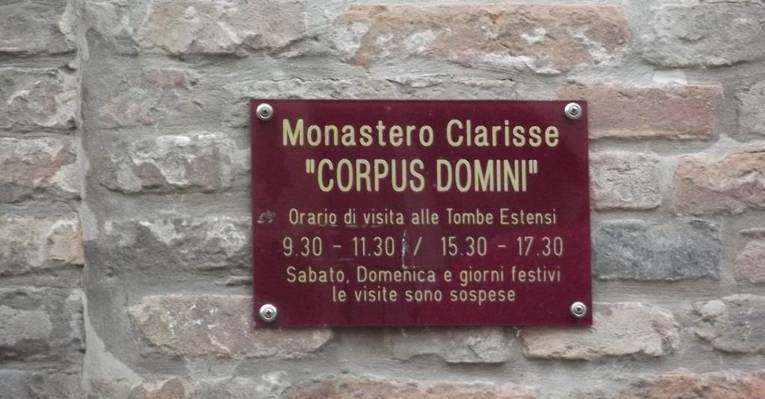 Monastero Clarisse
"CORPUS DOMINI"
Orario di visita alle Tombe Estensi
9.30 - 11.30 / 15.30 - 17.30
Sabato, Domenica e giorni festivi
le visite sono sospese